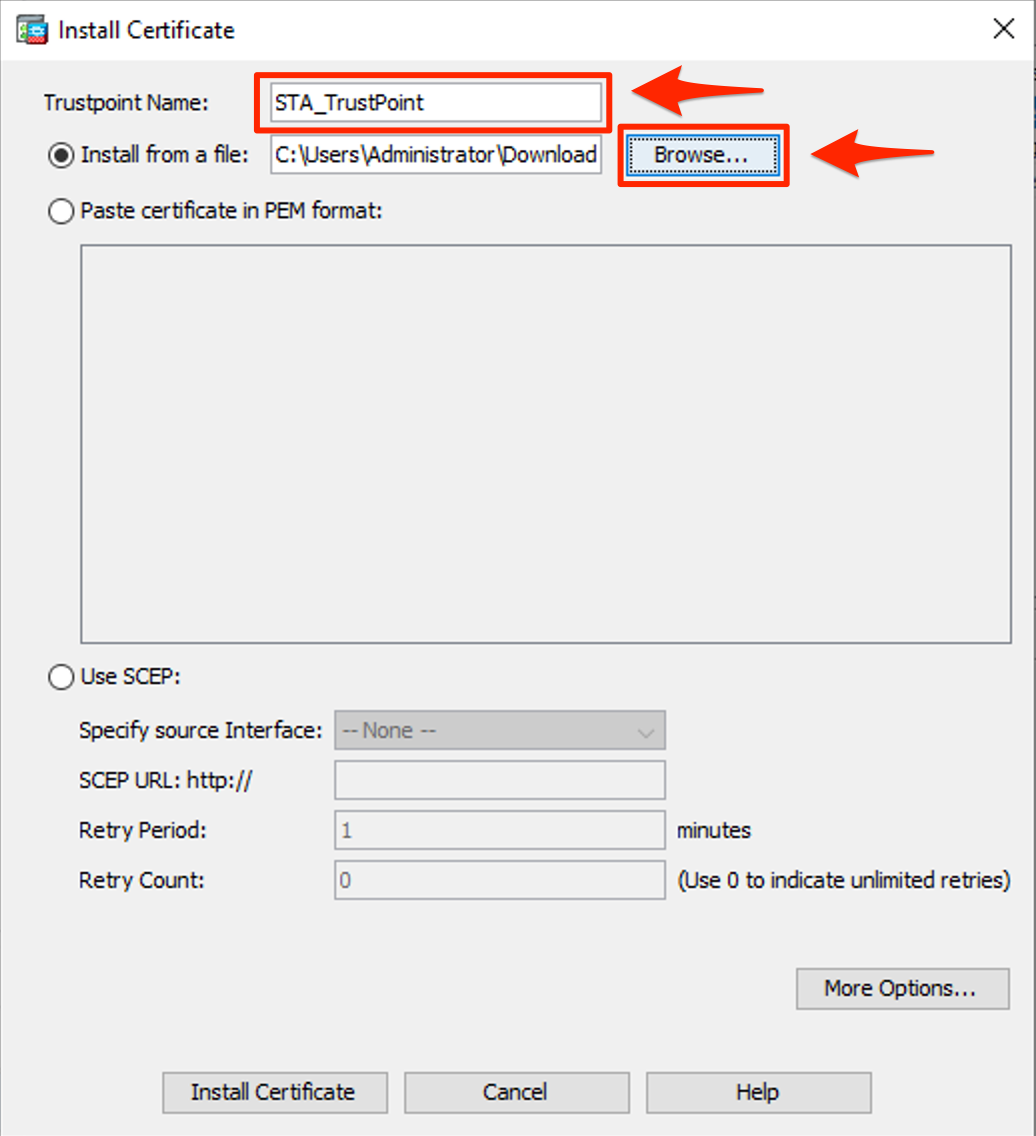 Install Certificate
Trustpoint Name: STA_TrustPoint
Install from a file: C:\Users\Administrator\Download Browse...
Paste certificate in PEM format:
Use SCEP:
Specify source Interface: -- None --
SCEP URL: http://
Retry Period: 1 minutes
Retry Count: 0 (Use 0 to indicate unlimited retries)
More Options...
Install Certificate Cancel Help